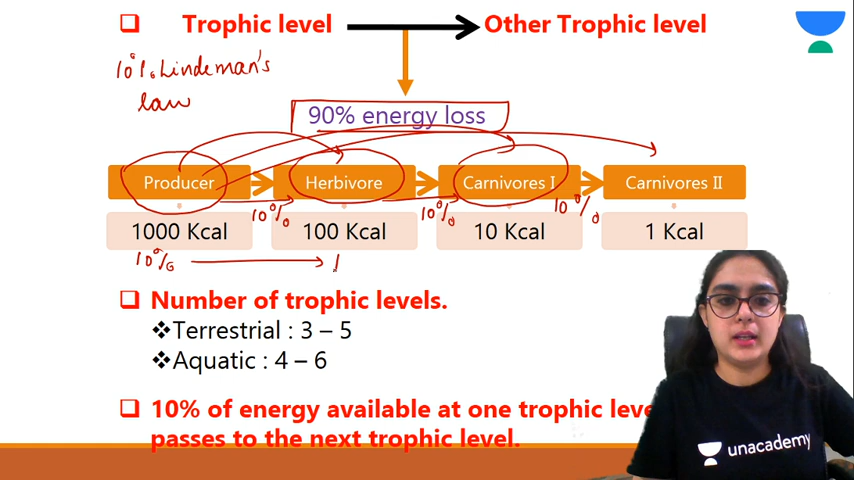 Trophic level Other Trophic level
10% Lindeman's
law
90% energy loss
Producer Herbivore Carnivores I Carnivores II
10% 10% 10%
1000 Kcal 100 Kcal 10 Kcal 1 Kcal
10% 1
Number of trophic levels.
❖Terrestrial : 3 – 5
❖Aquatic : 4 – 6
10% of energy available at one trophic leve
passes to the next trophic level.
unacademy